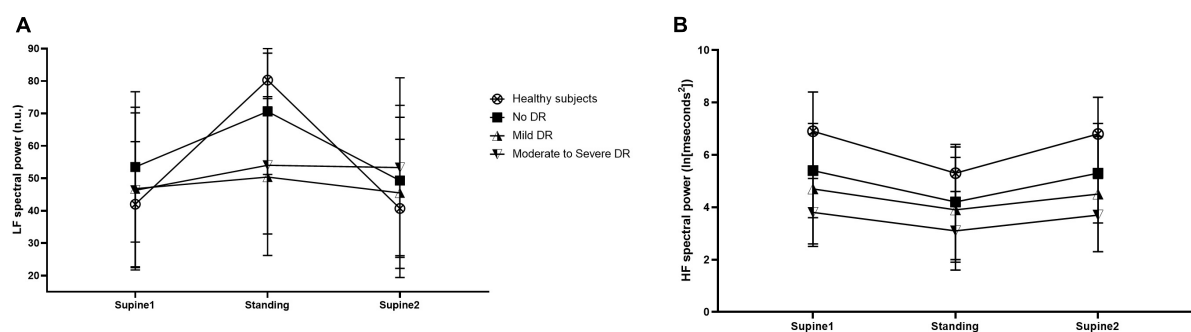 A
LF spectral power (n.u.)
90
80
70
60
50
40
30
20
Supine1
Standing
Supine2
Healthy subjects
No DR
Mild DR
Moderate to Severe DR
B
HF spectral power (ln[mseconds²])
10
8
6
4
2
0
Supine1
Standing
Supine2